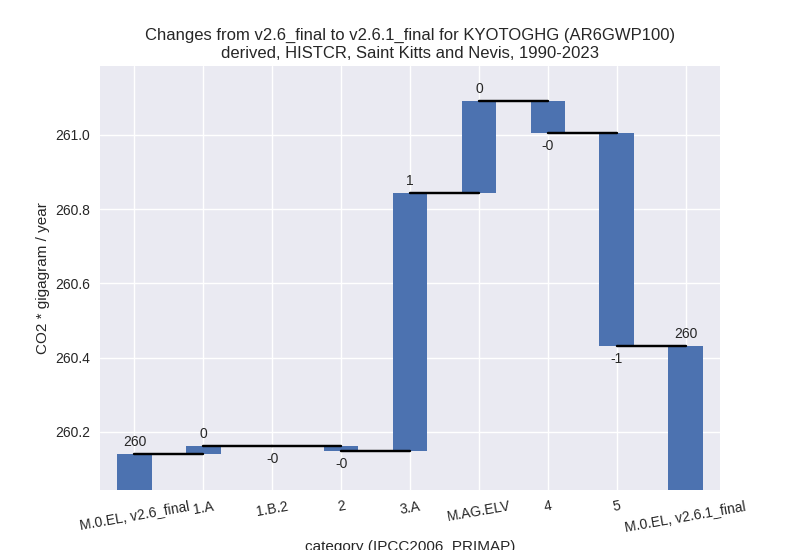 Changes from v2.6_final to v2.6.1_final for KYOTOGHG (AR6GWP100)
derived, HISTCR, Saint Kitts and Nevis, 1990-2023
CO2 * gigagram / year
261.0
260.8
260.6
260.4
260.2
260
0
-0
-0
1
0
-0
-1
260
M.0.EL, v2.6_final
1.A
1.B.2
2
3.A
M.AG.ELV
4
5
M.0.EL, v2.6.1_final
category (IPCC2006_PRIMAP)